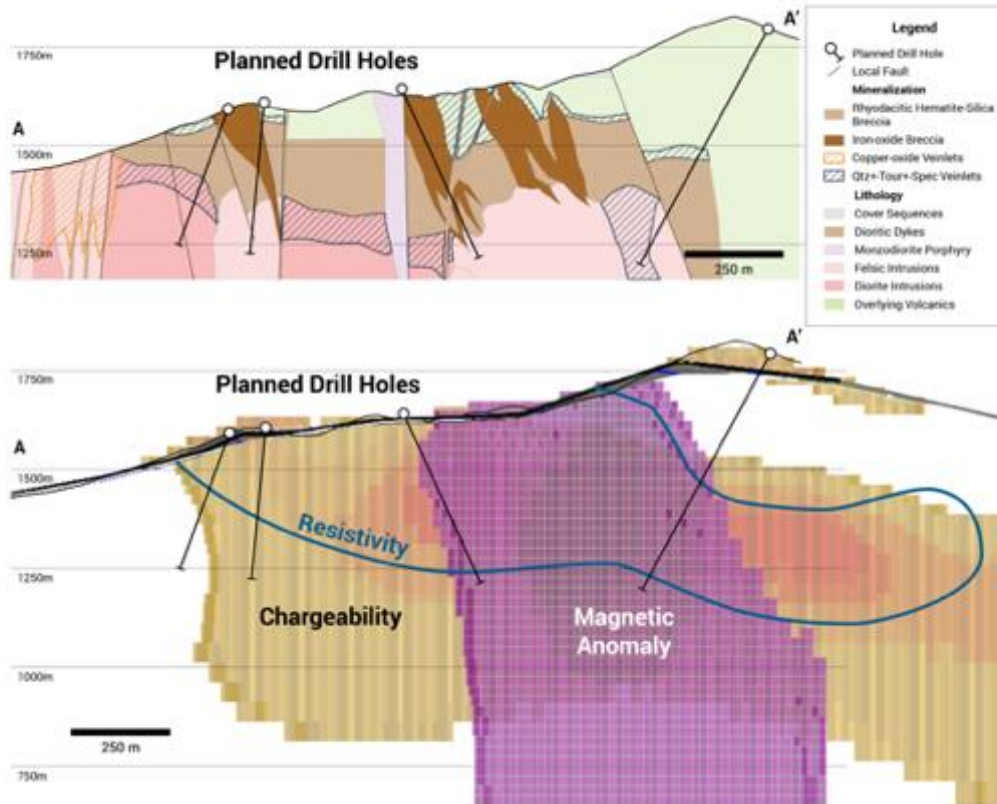 A'
1750m
Planned Drill Holes
A
1500m
1250m
250 m
Legend
Planned Drill Hole
Local Fault
Mineralization
Rhyodacitic Hematite-Silica
Breccia
Iron-oxide Breccia
Copper-oxide Veinlets
Qtz+-Tour+-Spec Veinlets
Lithology
Cover Sequences
Dioritic Dykes
Monzodiorite Porphyry
Felsic Intrusions
Diorite Intrusions
Overlying Volcanics
A'
1750m
Planned Drill Holes
A
1500m
Resistivity
1250m
Chargeability
Magnetic
Anomaly
1000m
250 m
750m